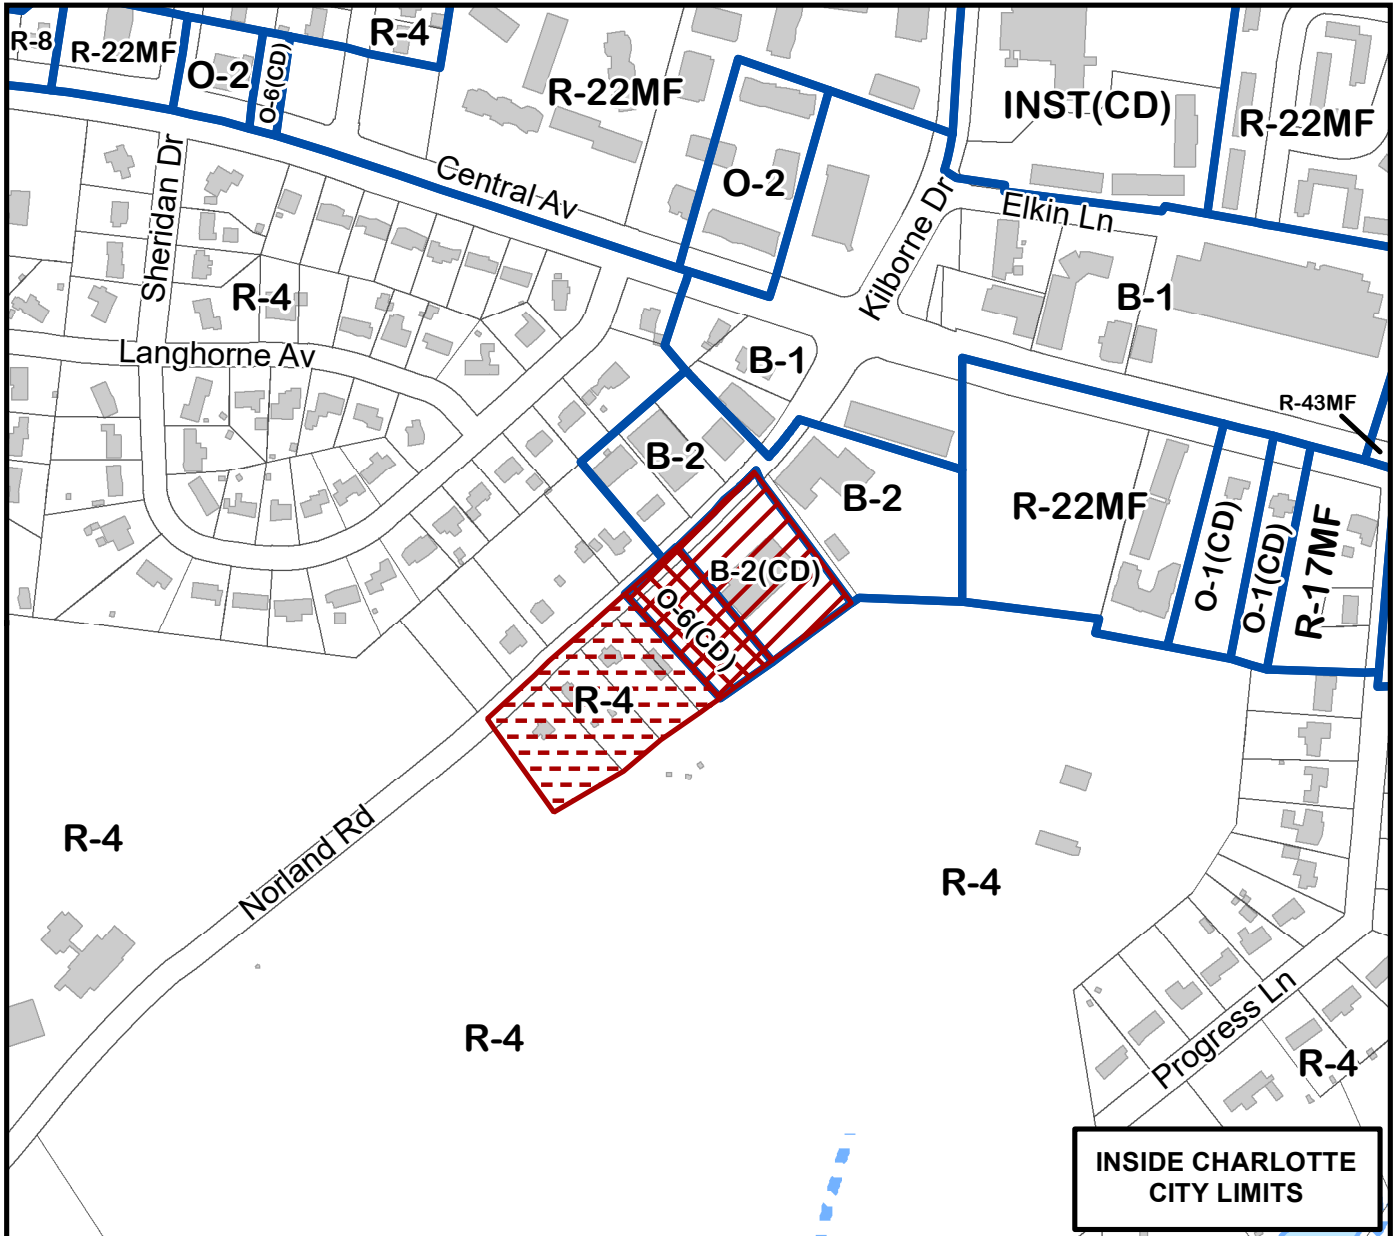 R-8
R-22MF
O-2
O-6(CD)
R-4
R-22MF
O-2
INST(CD)
R-22MF
Central Av
Sheridan Dr
Kilborne Dr
Elkin Ln
R-4
B-1
Langhorne Av
B-1
R-43MF
B-2
B-2
R-22MF
O-1(CD)
O-1(CD)
R-17MF
B-2(CD)
O-6(CD)
R-4
Norland Rd
R-4
R-4
R-4
Progress Ln
R-4
INSIDE CHARLOTTE
CITY LIMITS